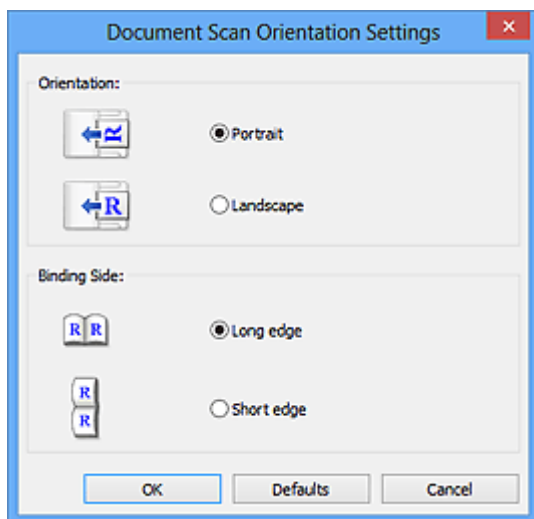 Document Scan Orientation Settings
Orientation:
R
Portrait
R
Landscape
Binding Side:
R R
Long edge
R
R
Short edge
OK Defaults Cancel